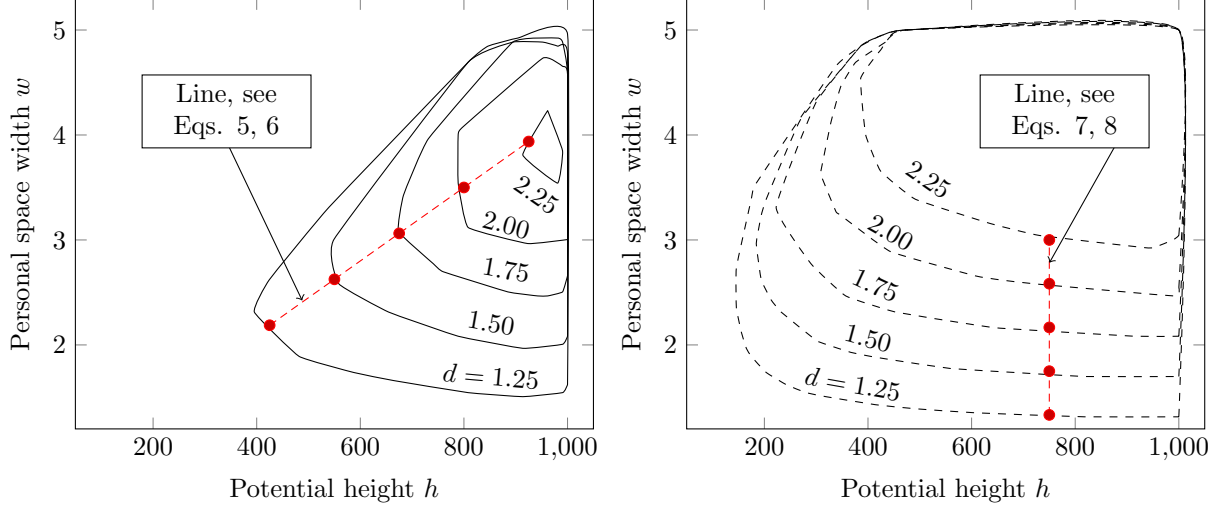 5
4
3
2
200
400
600
800
1,000
Potential height h
Personal space width w
Line, see
Eqs. 5, 6
2.25
2.00
1.75
1.50
d = 1.25
5
4
3
2
200
400
600
800
1,000
Potential height h
Personal space width w
Line, see
Eqs. 7, 8
2.25
2.00
1.75
1.50
d = 1.25